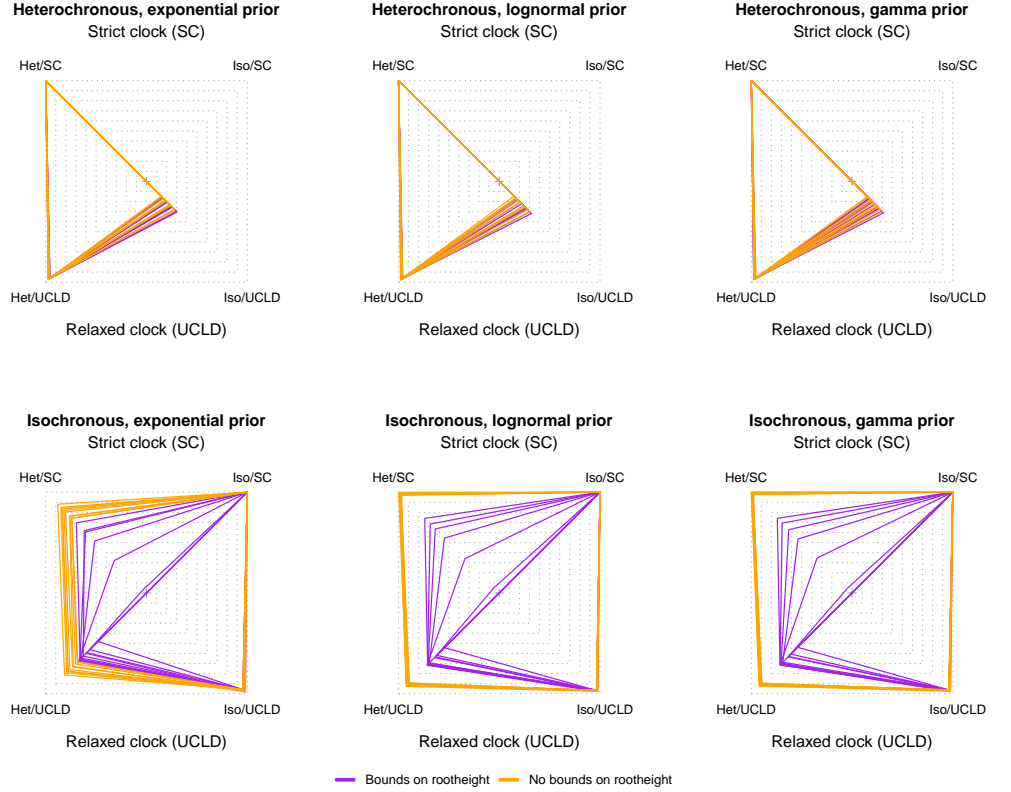 Heterochronous, exponential prior
Strict clock (SC)
Het/SC
Iso/SC
Het/UCLD
Iso/UCLD
Relaxed clock (UCLD)
Heterochronous, lognormal prior
Strict clock (SC)
Het/SC
Iso/SC
Het/UCLD
Iso/UCLD
Relaxed clock (UCLD)
Heterochronous, gamma prior
Strict clock (SC)
Het/SC
Iso/SC
Het/UCLD
Iso/UCLD
Relaxed clock (UCLD)
Isochronous, exponential prior
Strict clock (SC)
Het/SC
Iso/SC
Het/UCLD
Iso/UCLD
Relaxed clock (UCLD)
Isochronous, lognormal prior
Strict clock (SC)
Het/SC
Iso/SC
Het/UCLD
Iso/UCLD
Relaxed clock (UCLD)
Isochronous, gamma prior
Strict clock (SC)
Het/SC
Iso/SC
Het/UCLD
Iso/UCLD
Relaxed clock (UCLD)
Bounds on rootheight
No bounds on rootheight